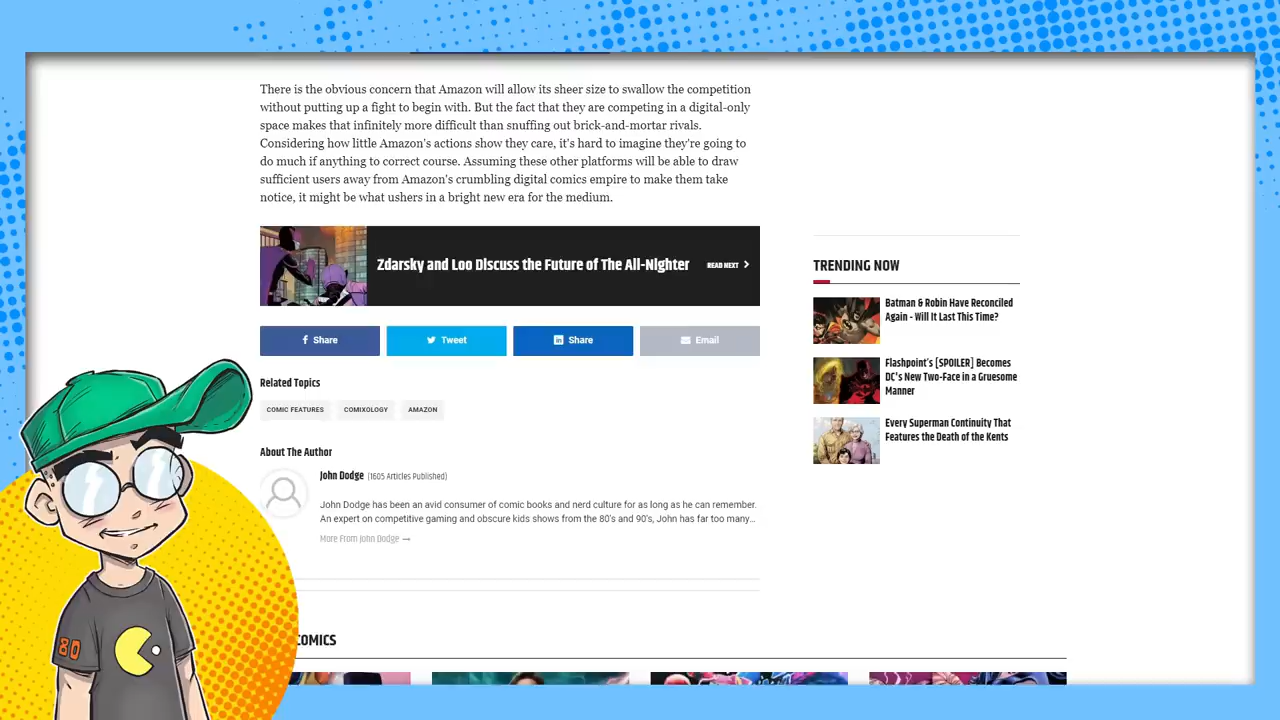 There is the obvious concern that Amazon will allow its sheer size to swallow the competition
without putting up a fight to begin with. But the fact that they are competing in a digital-only
space makes that infinitely more difficult than snuffing out brick-and-mortar rivals.
Considering how little Amazon's actions show they care, it's hard to imagine they're going to
do much if anything to correct course. Assuming these other platforms will be able to draw
sufficient users away from Amazon's crumbling digital comics empire to make them take
notice, it might be what ushers in a bright new era for the medium.
Zdarsky and Loo Discuss the Future of The All-Nighter
READ NEXT
Share
Tweet
Share
Email
Related Topics
COMIC FEATURES
COMIXOLOGY
AMAZON
About The Author
John Dodge (1605 Articles Published)
John Dodge has been an avid consumer of comic books and nerd culture for as long as he can remember.
An expert on competitive gaming and obscure kids shows from the 80's and 90's, John has far too many...
More From John Dodge →
COMICS
TRENDING NOW
Batman & Robin Have Reconciled
Again - Will It Last This Time?
Flashpoint's [SPOILER] Becomes
DC's New Two-Face in a Gruesome
Manner
Every Superman Continuity That
Features the Death of the Kents
80